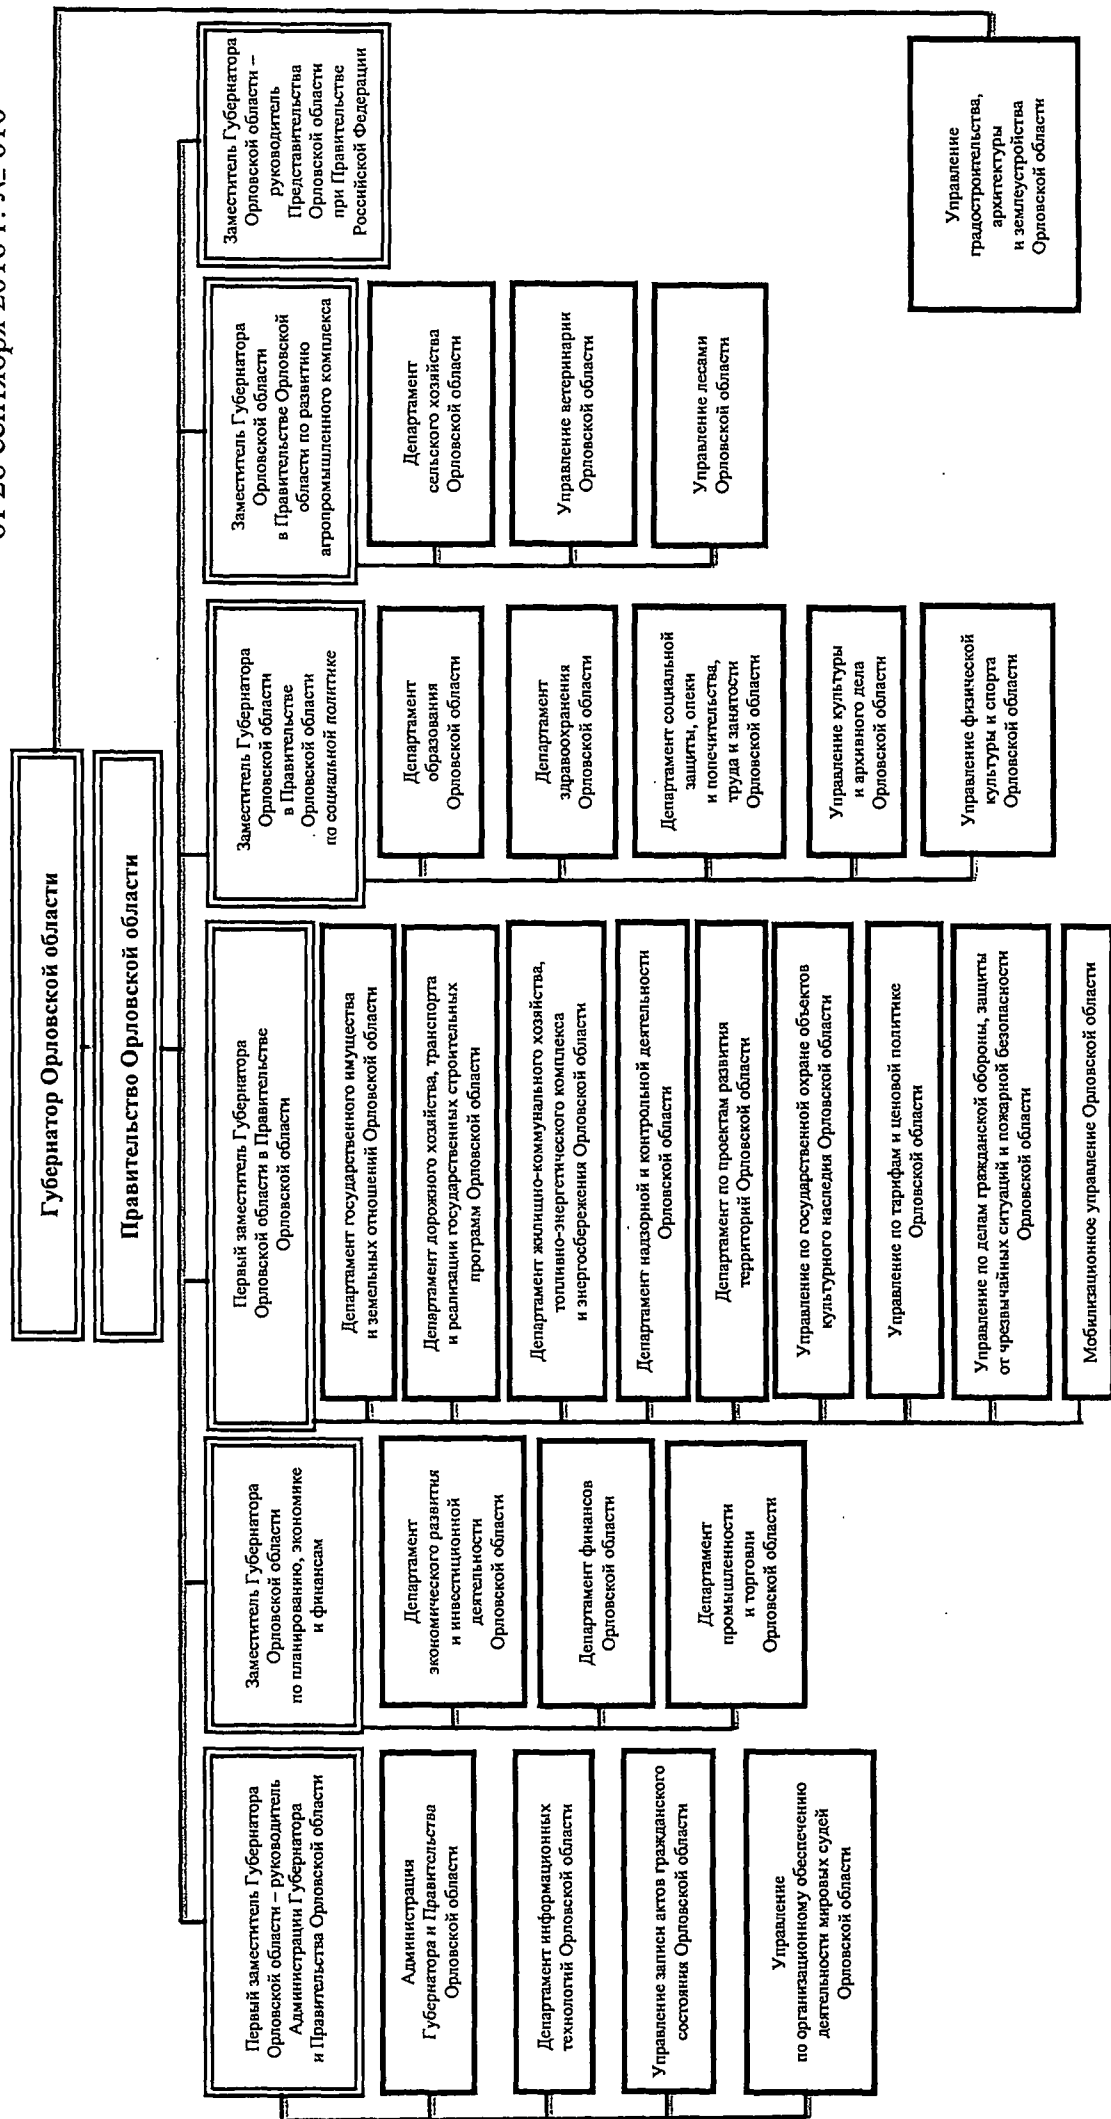 Губернатор Орловской области
Правительство Орловской области
Первый заместитель Губернатора
Орловской области – руководитель
Администрации Губернатора
и Правительства Орловской области
Администрация
Губернатора и Правительства
Орловской области
Департамент информационных
технологий Орловской области
Управление записи актов гражданского
состояния Орловской области
Управление
по организационному обеспечению
деятельности мировых судей
Орловской области
Заместитель Губернатора
Орловской области
по планированию, экономике
и финансам
Департамент
экономического развития
и инвестиционной
деятельности
Орловской области
Департамент финансов
Орловской области
Департамент
промышленности
и торговли
Орловской области
Первый заместитель Губернатора
Орловской области в Правительстве
Орловской области
Департамент государственного имущества
и земельных отношений Орловской области
Департамент дорожного хозяйства, транспорта
и реализации государственных строительных
программ Орловской области
Департамент жилищно-коммунального хозяйства,
топливно-энергетического комплекса
и энергосбережения Орловской области
Департамент надзорной и контрольной деятельности
Орловской области
Департамент по проектам развития
территорий Орловской области
Управление по государственной охране объектов
культурного наследия Орловской области
Управление по тарифам и ценовой политике
Орловской области
Управление по делам гражданской обороны, защиты
от чрезвычайных ситуаций и пожарной безопасности
Орловской области
Мобилизационное управление Орловской области
Заместитель Губернатора
Орловской области
в Правительстве
Орловской области
по социальной политике
Департамент
образования
Орловской области
Департамент
здравоохранения
Орловской области
Департамент социальной
защиты, опеки
и попечительства,
труда и занятости
Орловской области
Управление культуры
и архивного дела
Орловской области
Управление физической
культуры и спорта
Орловской области
Заместитель Губернатора
Орловской области
в Правительстве Орловской
области по развитию
агропромышленного комплекса
Департамент
сельского хозяйства
Орловской области
Управление ветеринарии
Орловской области
Управление лесами
Орловской области
Заместитель Губернатора
Орловской области –
руководитель
Представительства
Орловской области
при Правительстве
Российской Федерации
Управление
градостроительства,
архитектуры
и землеустройства
Орловской области